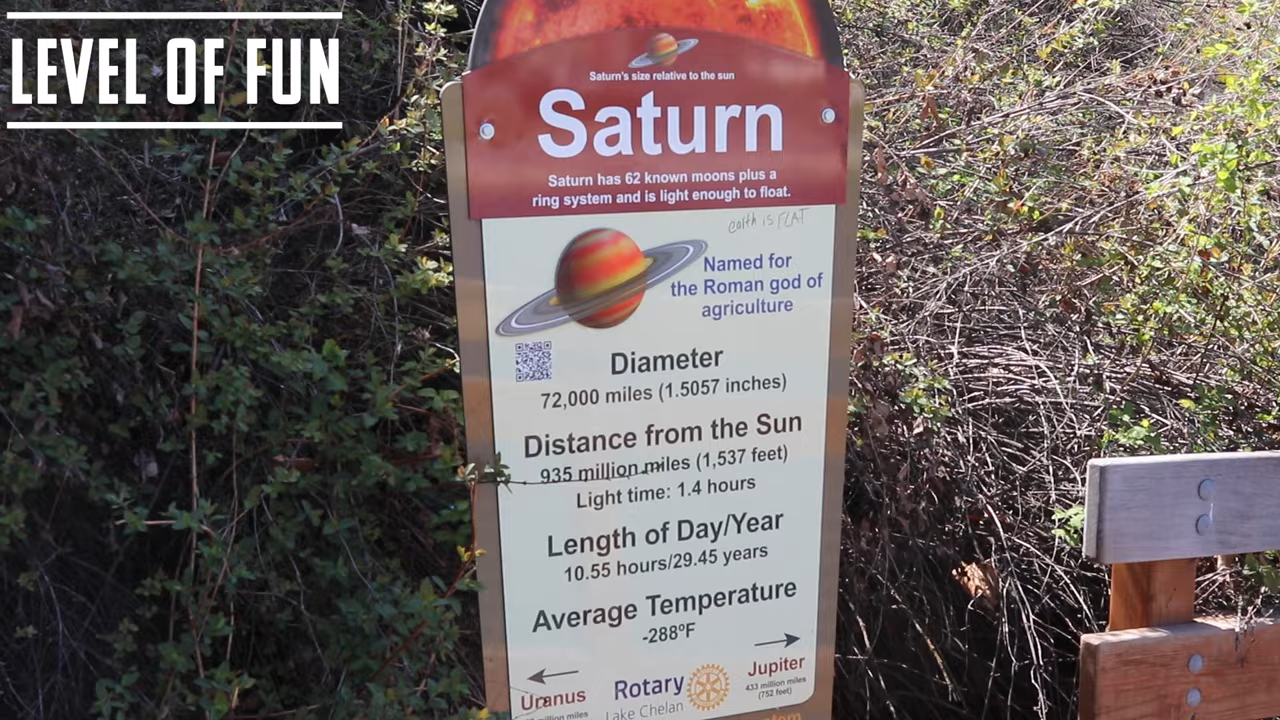 LEVEL OF FUN
Saturn's size relative to the sun
Saturn
Saturn has 62 known moons plus a
ring system and is light enough to float.
earth is FLAT
Named for
the Roman god of
agriculture
Diameter
72,000 miles (1.5057 inches)
Distance from the Sun
935 million miles (1,537 feet)
Light time: 1.4 hours
Length of Day/Year
10.55 hours/29.45 years
Average Temperature
-288ºF
Uranus
million miles
Rotary
Lake Chelan
Jupiter
433 million miles
(752 feet)